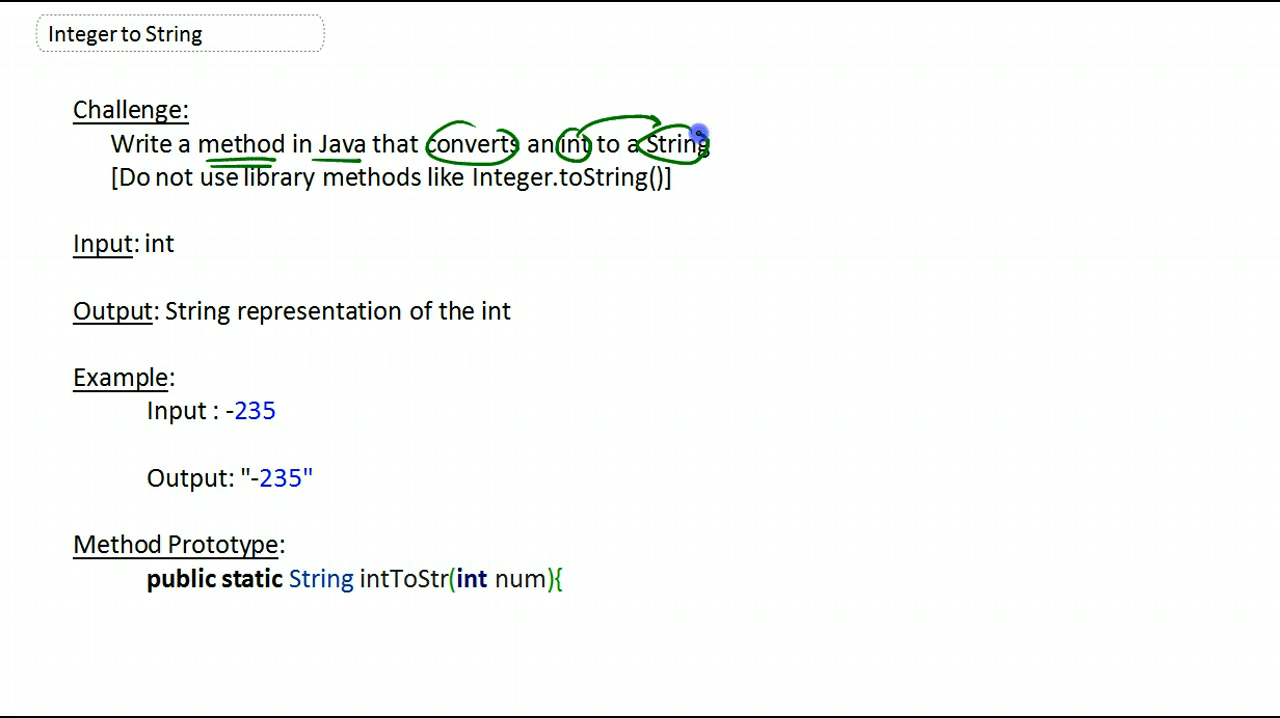 Integer to String
Challenge:
Write a method in Java that converts an int to a String
[Do not use library methods like Integer.toString()]
Input: int
Output: String representation of the int
Example:
Input : -235
Output: "-235"
Method Prototype:
public static String intToStr(int num){